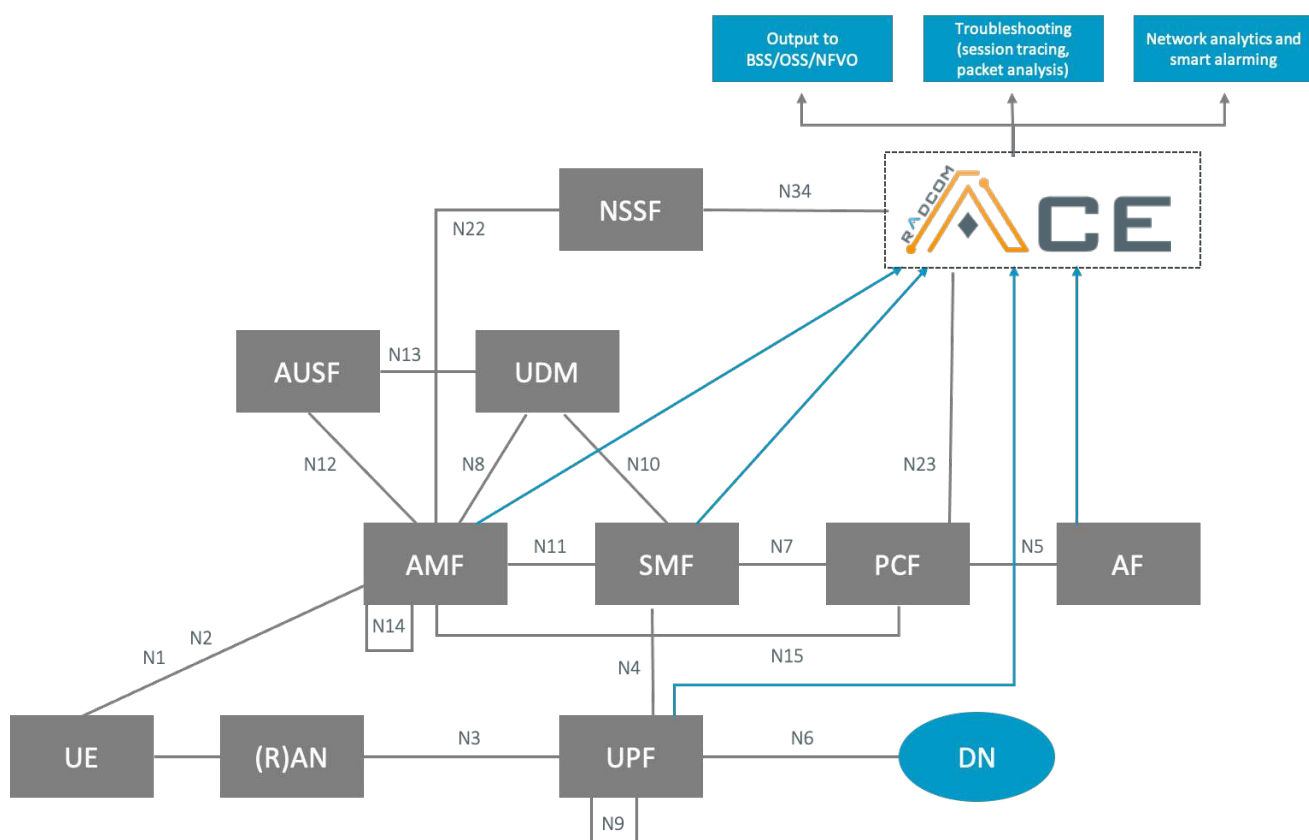 Output to
BSS/OSS/NFVO
Troubleshooting
(session tracing,
packet analysis)
Network analytics and
smart alarming
RADCOM
ACE
NSSF
N34
N22
AUSF
N13
UDM
N12
N8
N10
N23
AMF
N11
SMF
N7
PCF
N5
AF
N14
N2
N1
N4
N15
UE
(R)AN
N3
UPF
N6
DN
N9